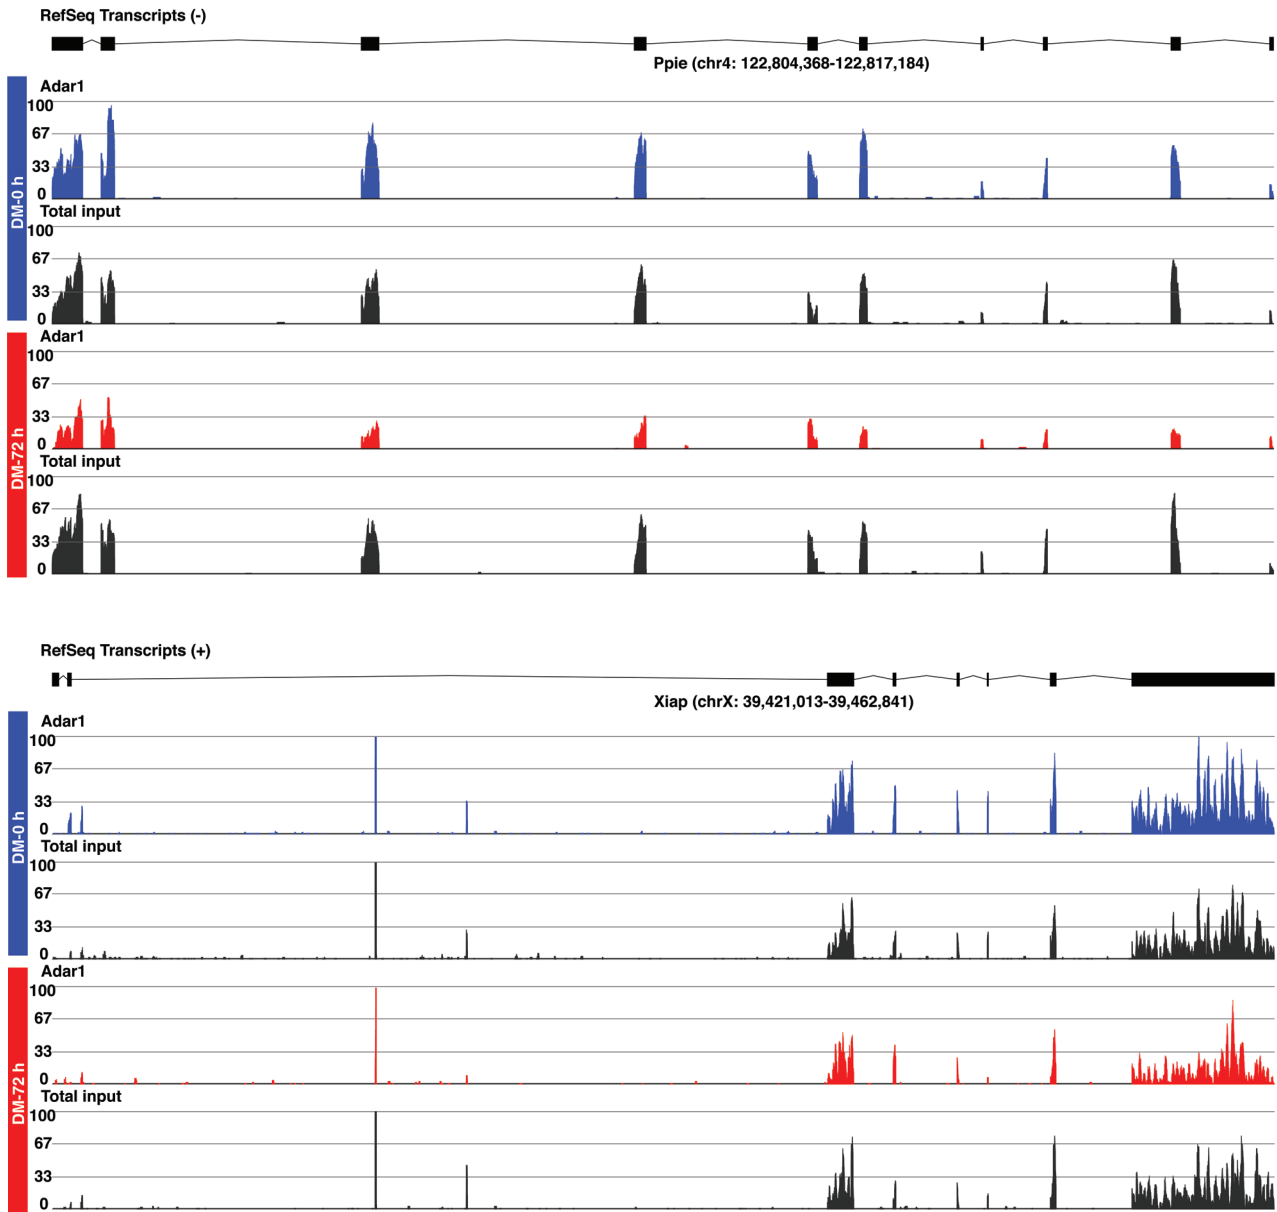 RefSeq Transcripts (-)
Ppie (chr4: 122,804,368-122,817,184)
DM-0 h
Adar1
100
67
33
0
Total input
100
67
33
0
DM-72 h
Adar1
100
67
33
0
Total input
100
67
33
0
RefSeq Transcripts (+)
Xiap (chrX: 39,421,013-39,462,841)
DM-0 h
Adar1
100
67
33
0
Total input
100
67
33
0
DM-72 h
Adar1
100
67
33
0
Total input
100
67
33
0